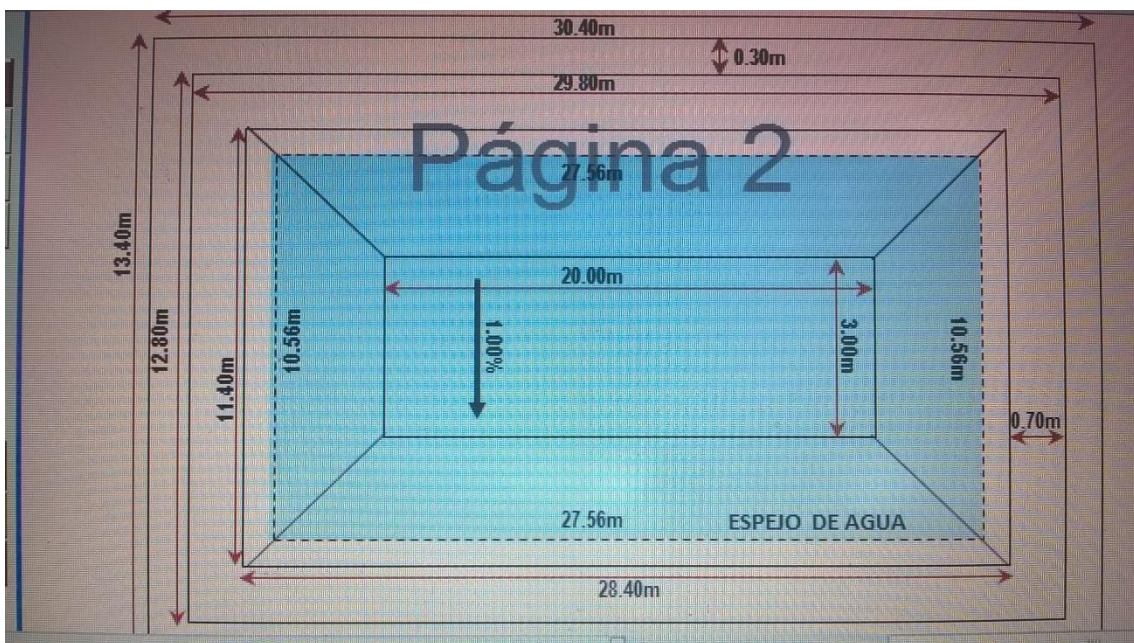 30.40m
0.30m
29.80m
Página 2
27.56m
13.40m
12.80m
11.40m
10.56m
20.00m
1.00%
3.00m
10.56m
0.70m
27.56m
ESPEJO DE AGUA
28.40m